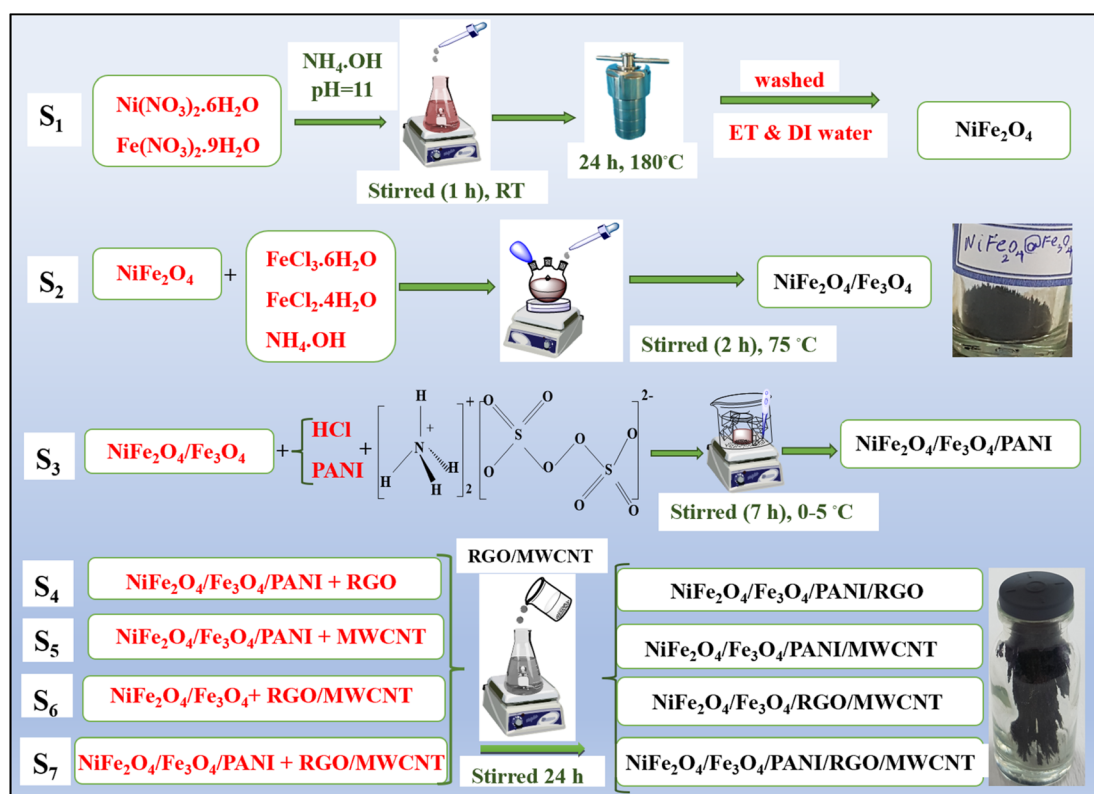 S₁
Ni(NO₃)₂.6H₂O
Fe(NO₃)₂.9H₂O
NH₄.OH
pH=11
Stirred (1 h), RT
24 h, 180°C
washed
ET & DI water
NiFe₂O₄
S₂
NiFe₂O₄
+
FeCl₃.6H₂O
FeCl₂.4H₂O
NH₄.OH
Stirred (2 h), 75 °C
NiFe₂O₄/Fe₃O₄
NiFe₂O₄@Fe₃O₄
S₃
NiFe₂O₄/Fe₃O₄
+
HCl
PANI
+
H
+
N
H
H
H
+
2
O
O
O
S
O
O
O
O
S
O
O
2-
Stirred (7 h), 0-5 °C
NiFe₂O₄/Fe₃O₄/PANI
S₄
NiFe₂O₄/Fe₃O₄/PANI + RGO
S₅
NiFe₂O₄/Fe₃O₄/PANI + MWCNT
S₆
NiFe₂O₄/Fe₃O₄+ RGO/MWCNT
S₇
NiFe₂O₄/Fe₃O₄/PANI + RGO/MWCNT
RGO/MWCNT
Stirred 24 h
NiFe₂O₄/Fe₃O₄/PANI/RGO
NiFe₂O₄/Fe₃O₄/PANI/MWCNT
NiFe₂O₄/Fe₃O₄/RGO/MWCNT
NiFe₂O₄/Fe₃O₄/PANI/RGO/MWCNT